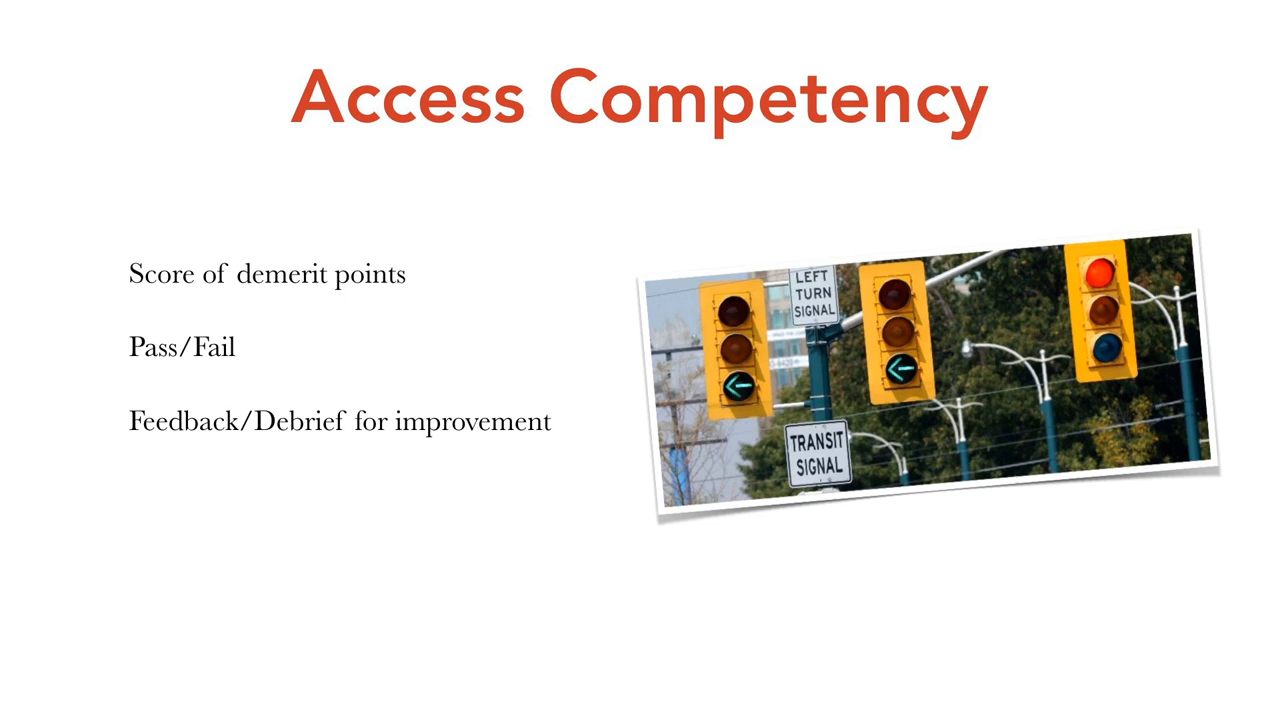 Access Competency
Score of demerit points
Pass/Fail
Feedback/Debrief for improvement
LEFT
TURN
SIGNAL
TRANSIT
SIGNAL